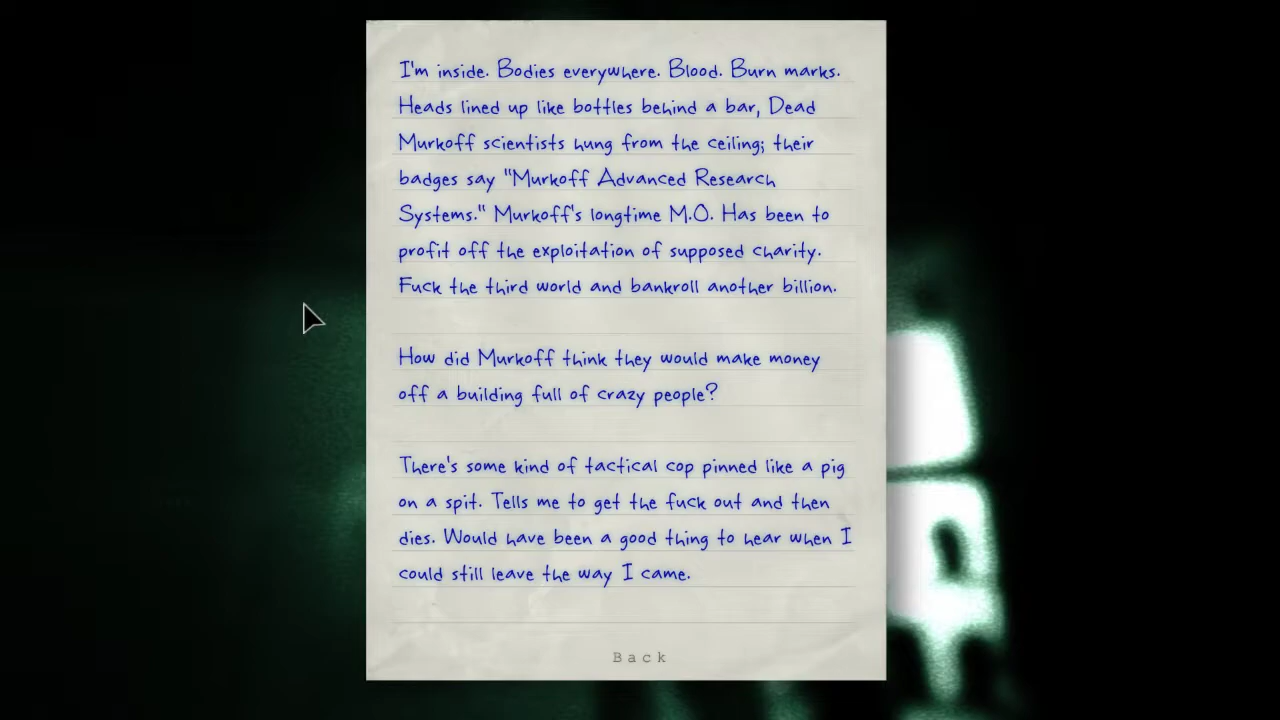 I'm inside. Bodies everywhere. Blood. Burn marks.
Heads lined up like bottles behind a bar, Dead
Murkoff scientists hung from the ceiling; their
badges say "Murkoff Advanced Research
Systems." Murkoff's longtime M.O. Has been to
profit off the exploitation of supposed charity.
Fuck the third world and bankroll another billion.
How did Murkoff think they would make money
off a building full of crazy people?
There's some kind of tactical cop pinned like a pig
on a spit. Tells me to get the fuck out and then
dies. Would have been a good thing to hear when I
could still leave the way I came.
Back